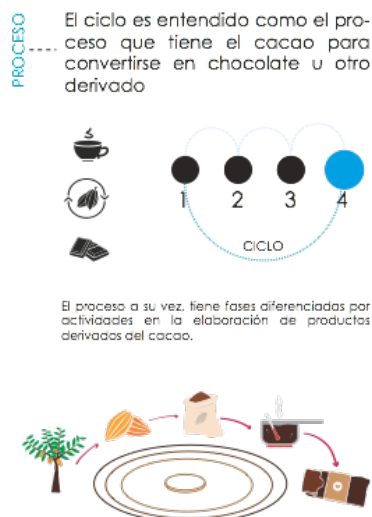 PROCESO
El ciclo es entendido como el pro-
ceso que tiene el cacao para
convertirse en chocolate u otro
derivado
1 2 3 4
CICLO
El proceso a su vez, tiene fases diferenciadas por
actividades en la elaboración de productos
derivados del cacao.